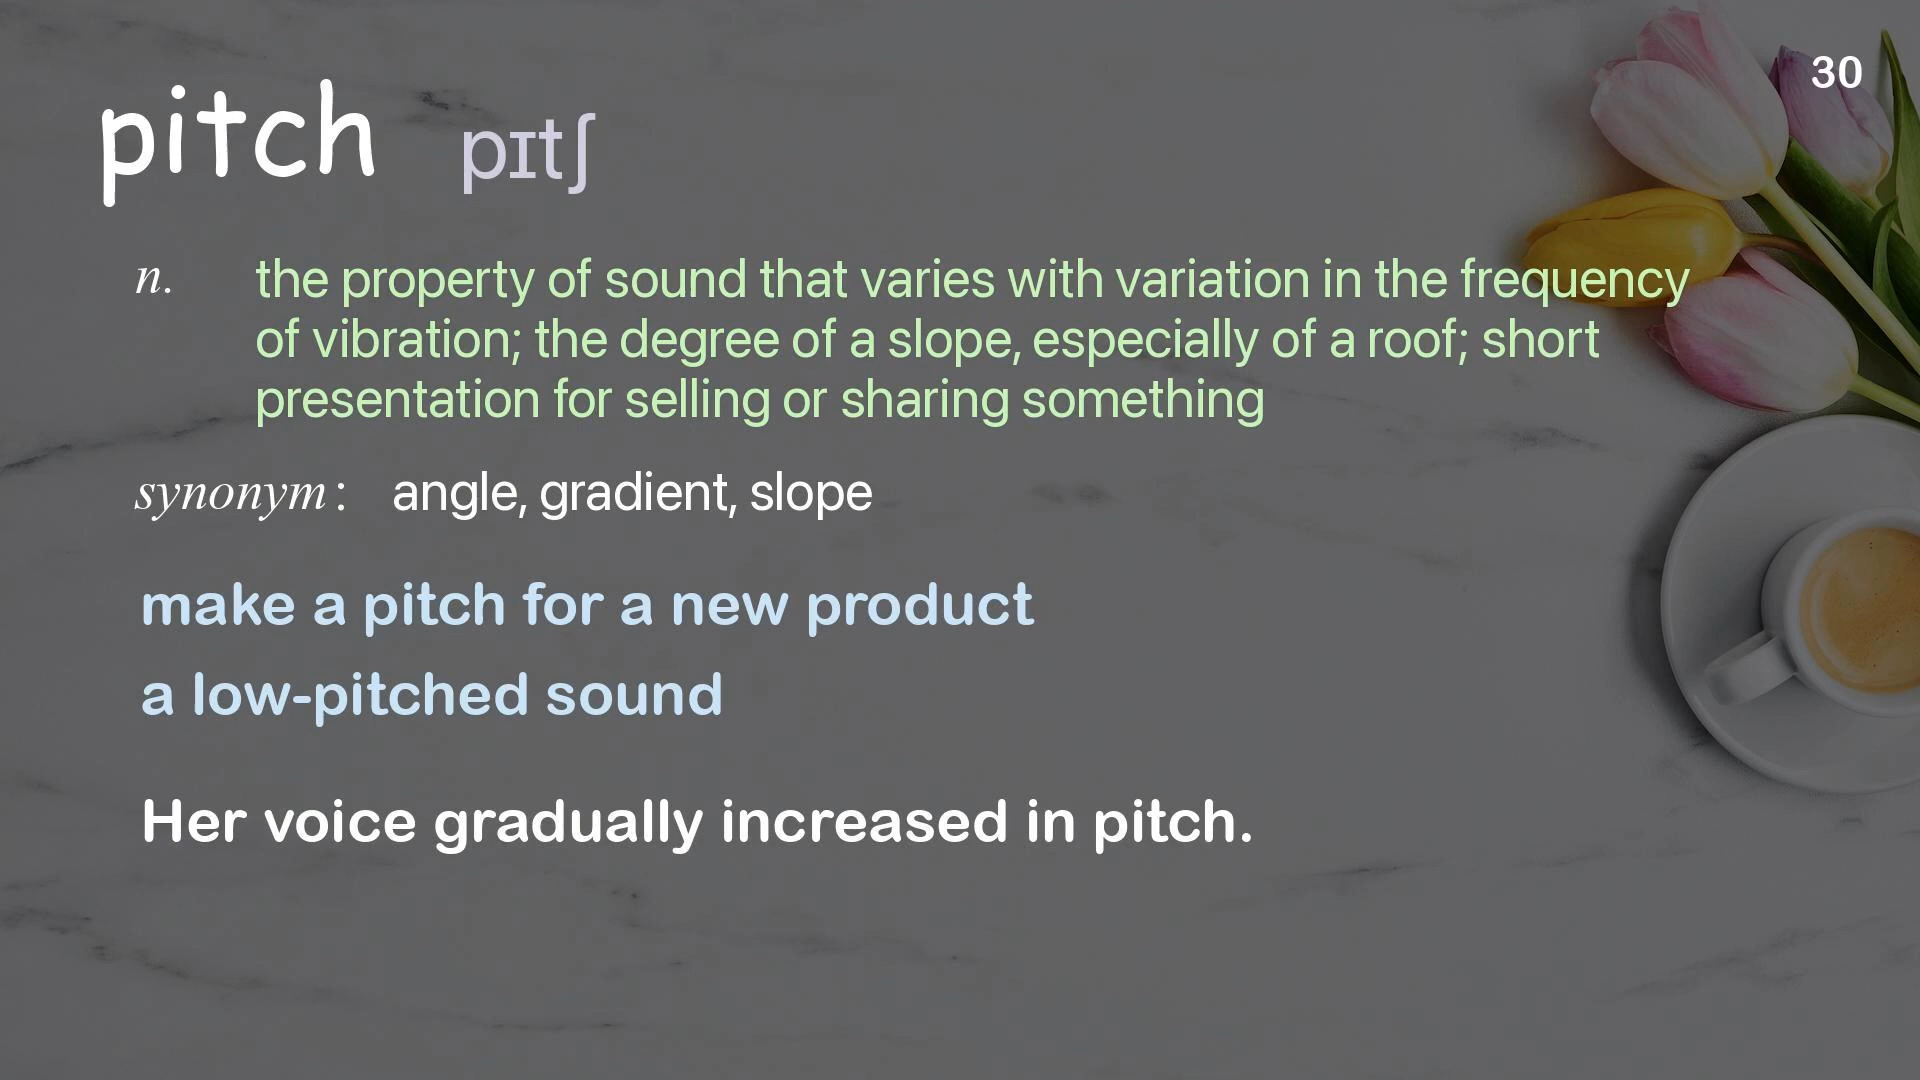 30
pitch pɪtʃ
n. the property of sound that varies with variation in the frequency
of vibration; the degree of a slope, especially of a roof; short
presentation for selling or sharing something
synonym : angle, gradient, slope
make a pitch for a new product
a low-pitched sound
Her voice gradually increased in pitch.